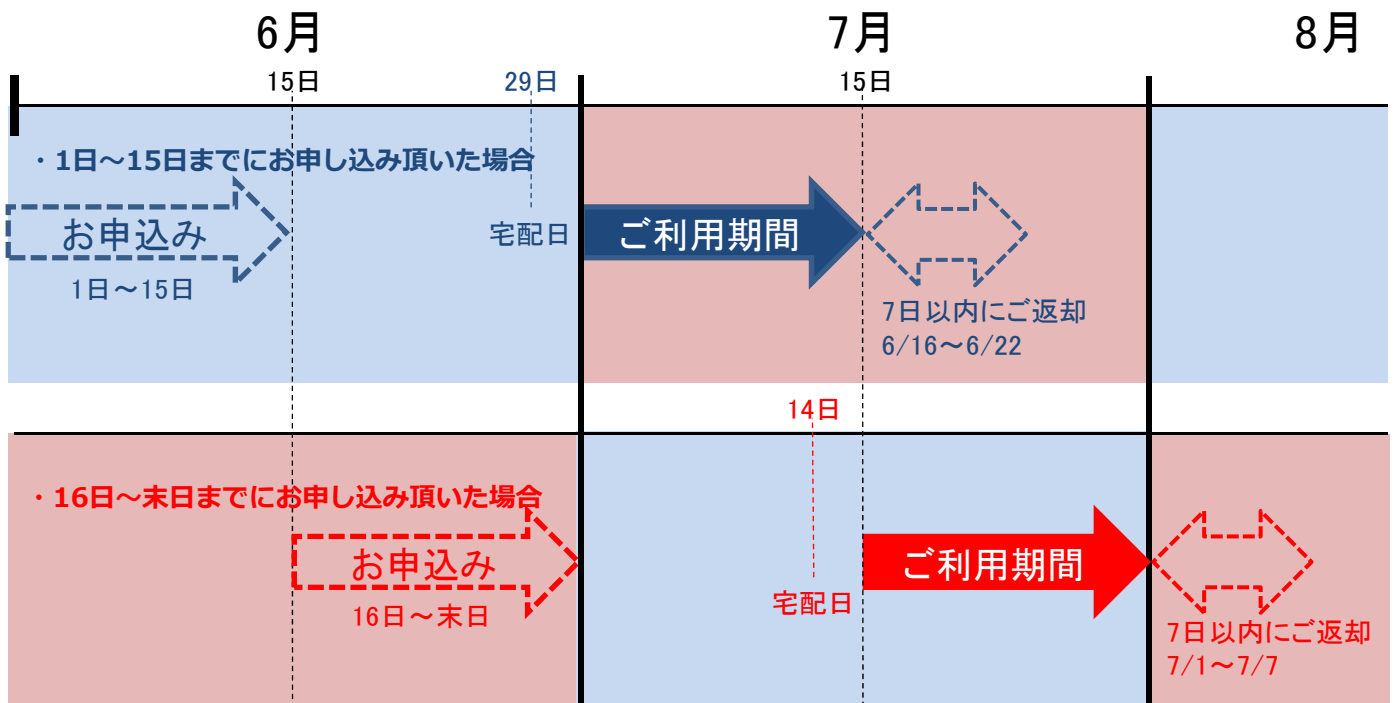 6月
7月
8月
15日
29日
15日
・1日～15日までにお申し込み頂いた場合
お申込み
1日～15日
宅配日
ご利用期間
7日以内にご返却
6/16～6/22
14日
・16日～末日までにお申し込み頂いた場合
お申込み
16日～末日
宅配日
ご利用期間
7日以内にご返却
7/1～7/7